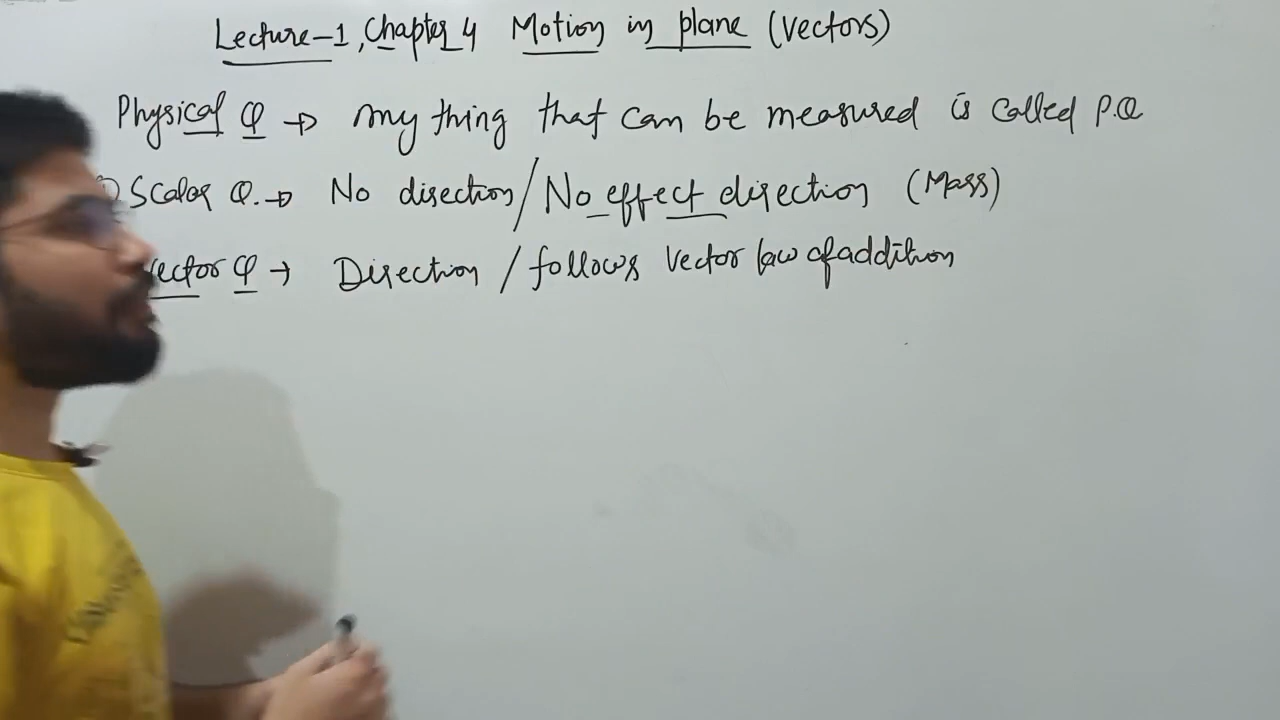 Lecture-1, Chapter 4 Motion in plane (Vectors)
Physical Q → Any thing that can be measured is called P.Q
Scalar Q. → No direction/No effect direction (Mass)
Vector Q → Direction / follows Vector law of addition